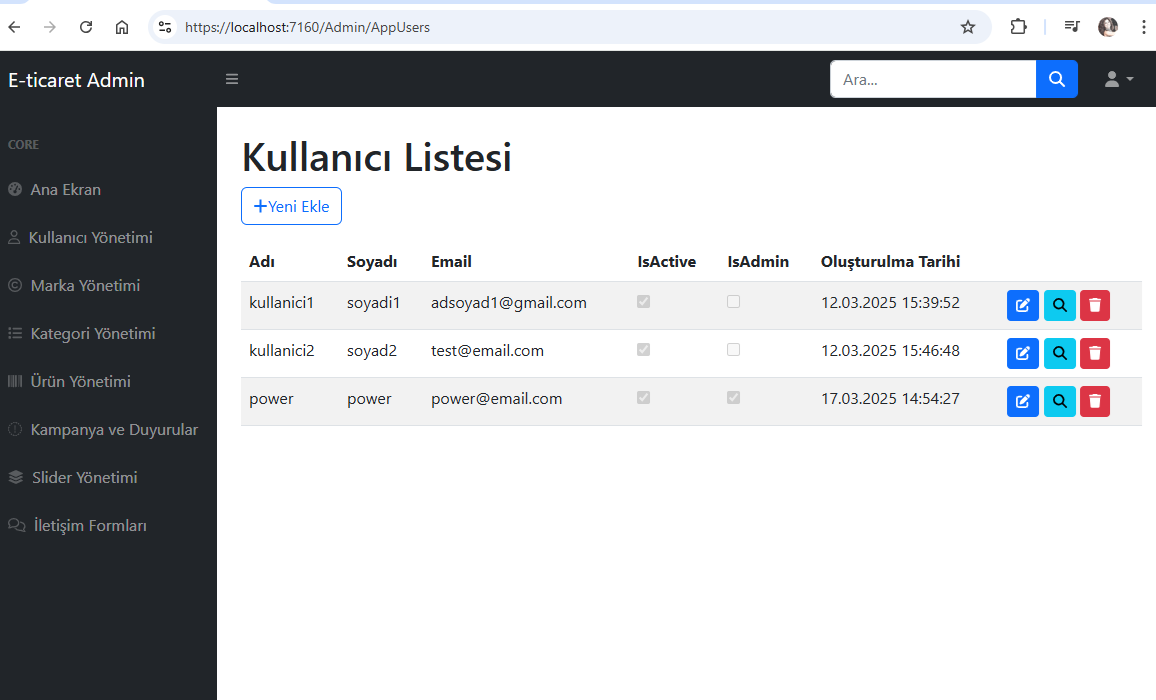 https://localhost:7160/Admin/AppUsers
E-ticaret Admin
Ara...
CORE
Ana Ekran
Kullanıcı Yönetimi
Marka Yönetimi
Kategori Yönetimi
Ürün Yönetimi
Kampanya ve Duyurular
Slider Yönetimi
İletişim Formları
Kullanıcı Listesi
+Yeni Ekle
Adı Soyadı Email IsActive IsAdmin Oluşturulma Tarihi
kullanici1 soyadi1 adsoyad1@gmail.com 12.03.2025 15:39:52
kullanici2 soyad2 test@email.com 12.03.2025 15:46:48
power power power@email.com 17.03.2025 14:54:27